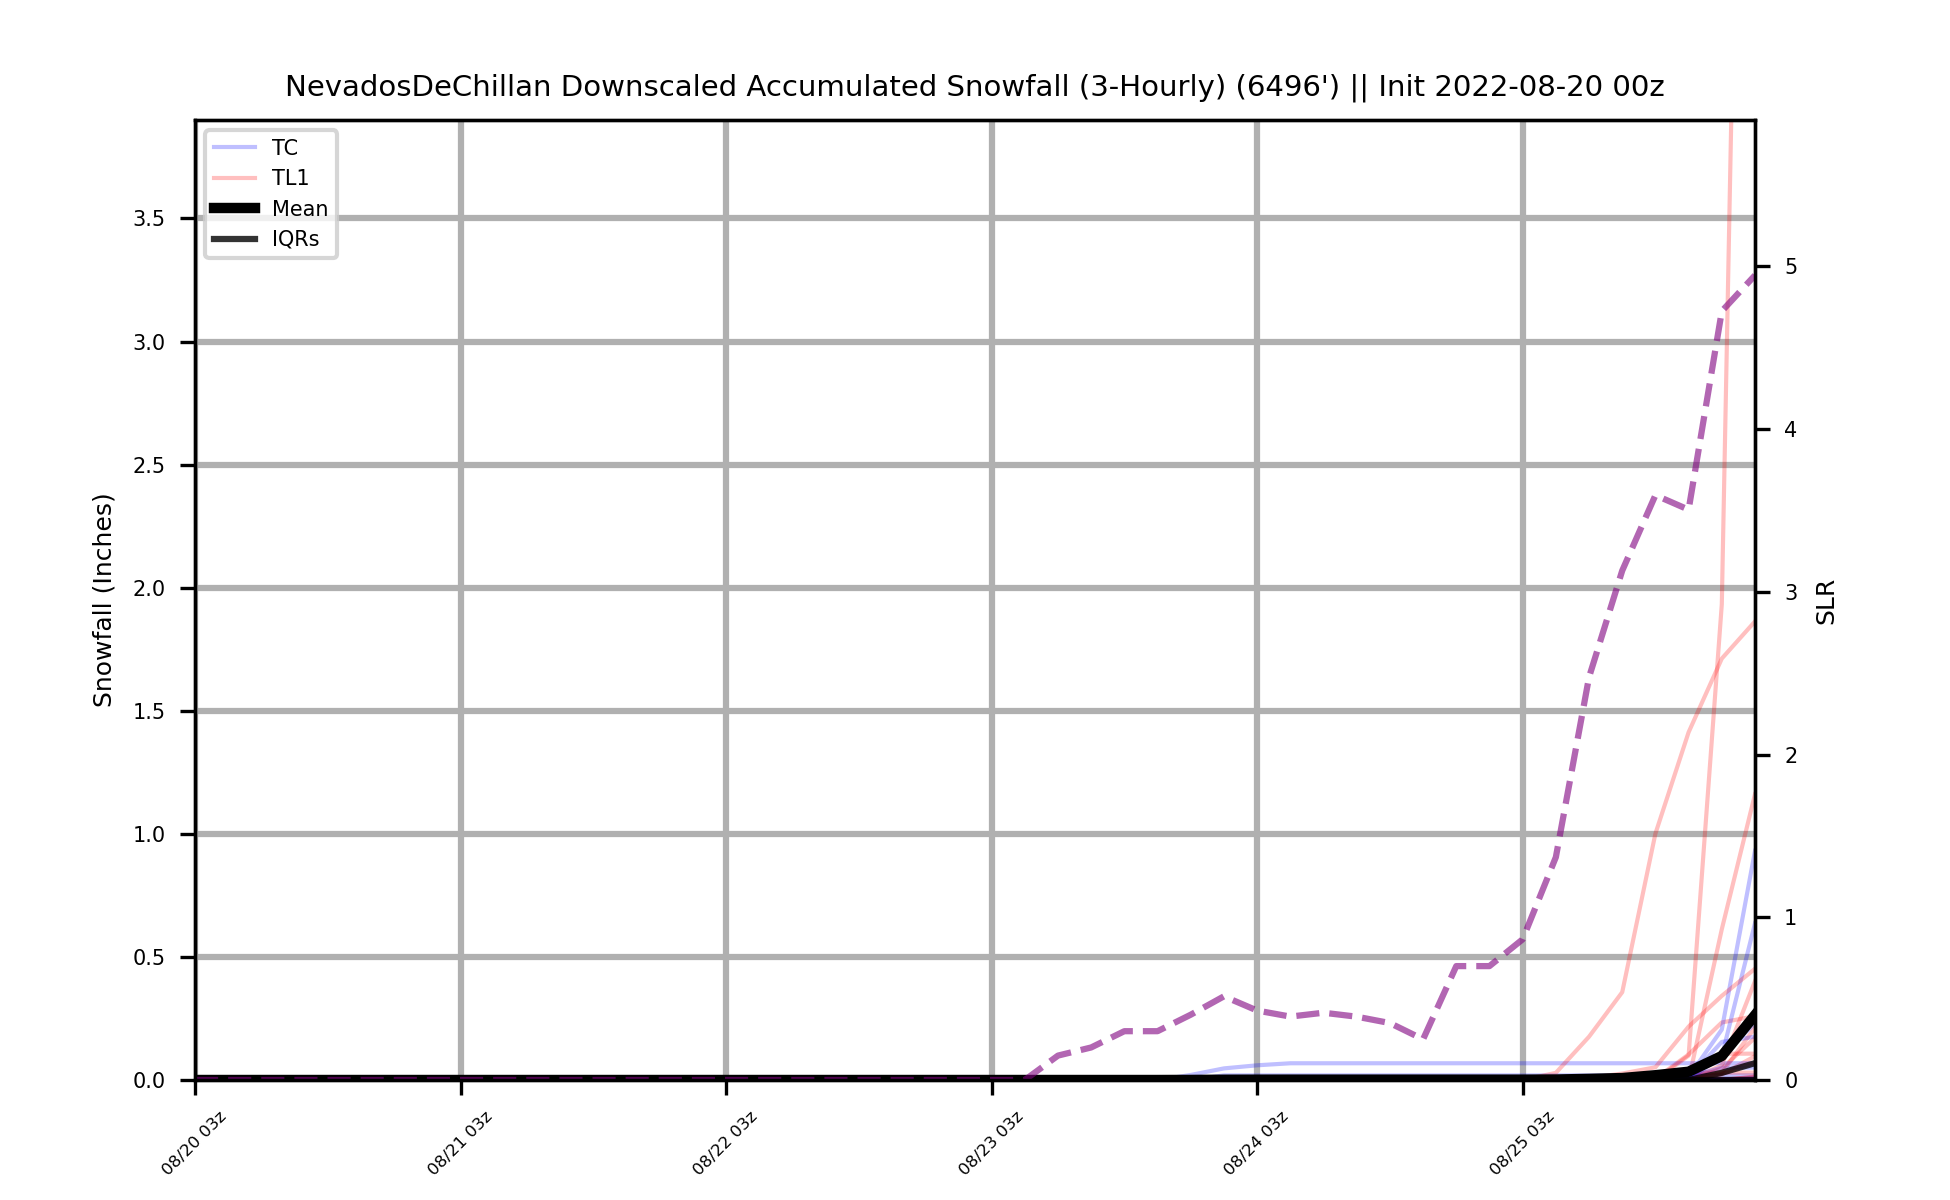 NevadosDeChillan Downscaled Accumulated Snowfall (3-Hourly) (6496') || Init 2022-08-20 00z
TC
TL1
Mean
IQRs
3.5
3.0
2.5
2.0
1.5
1.0
0.5
0.0
Snowfall (Inches)
5
4
3
2
1
0
SLR
08/20 03z
08/21 03z
08/22 03z
08/23 03z
08/24 03z
08/25 03z